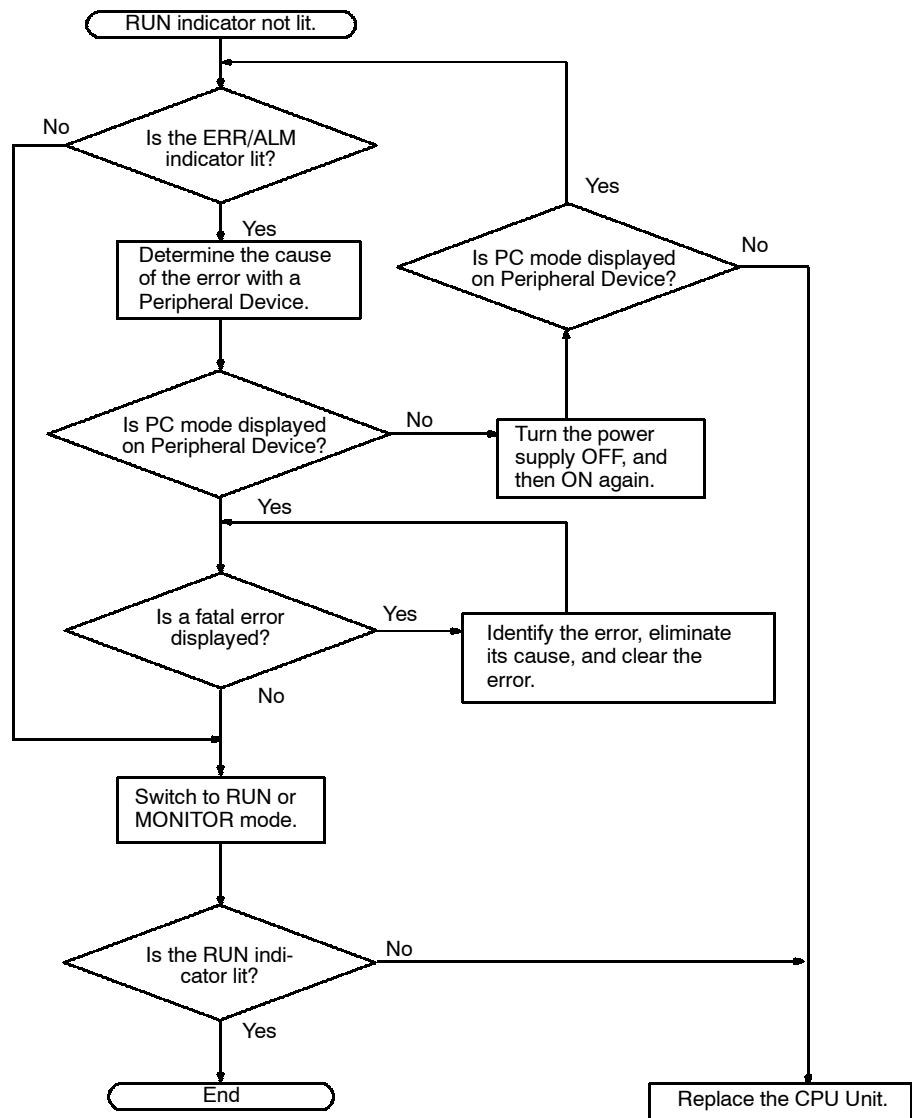 RUN indicator not lit.
No
Is the ERR/ALM
indicator lit?
Yes
Yes
Determine the cause
of the error with a
Peripheral Device.
Is PC mode displayed
on Peripheral Device?
No
Is PC mode displayed
on Peripheral Device?
No
Turn the power
supply OFF, and
then ON again.
Yes
Is a fatal error
displayed?
Yes
Identify the error, eliminate
its cause, and clear the
error.
No
Switch to RUN or
MONITOR mode.
Is the RUN indi-
cator lit?
No
Yes
End
Replace the CPU Unit.